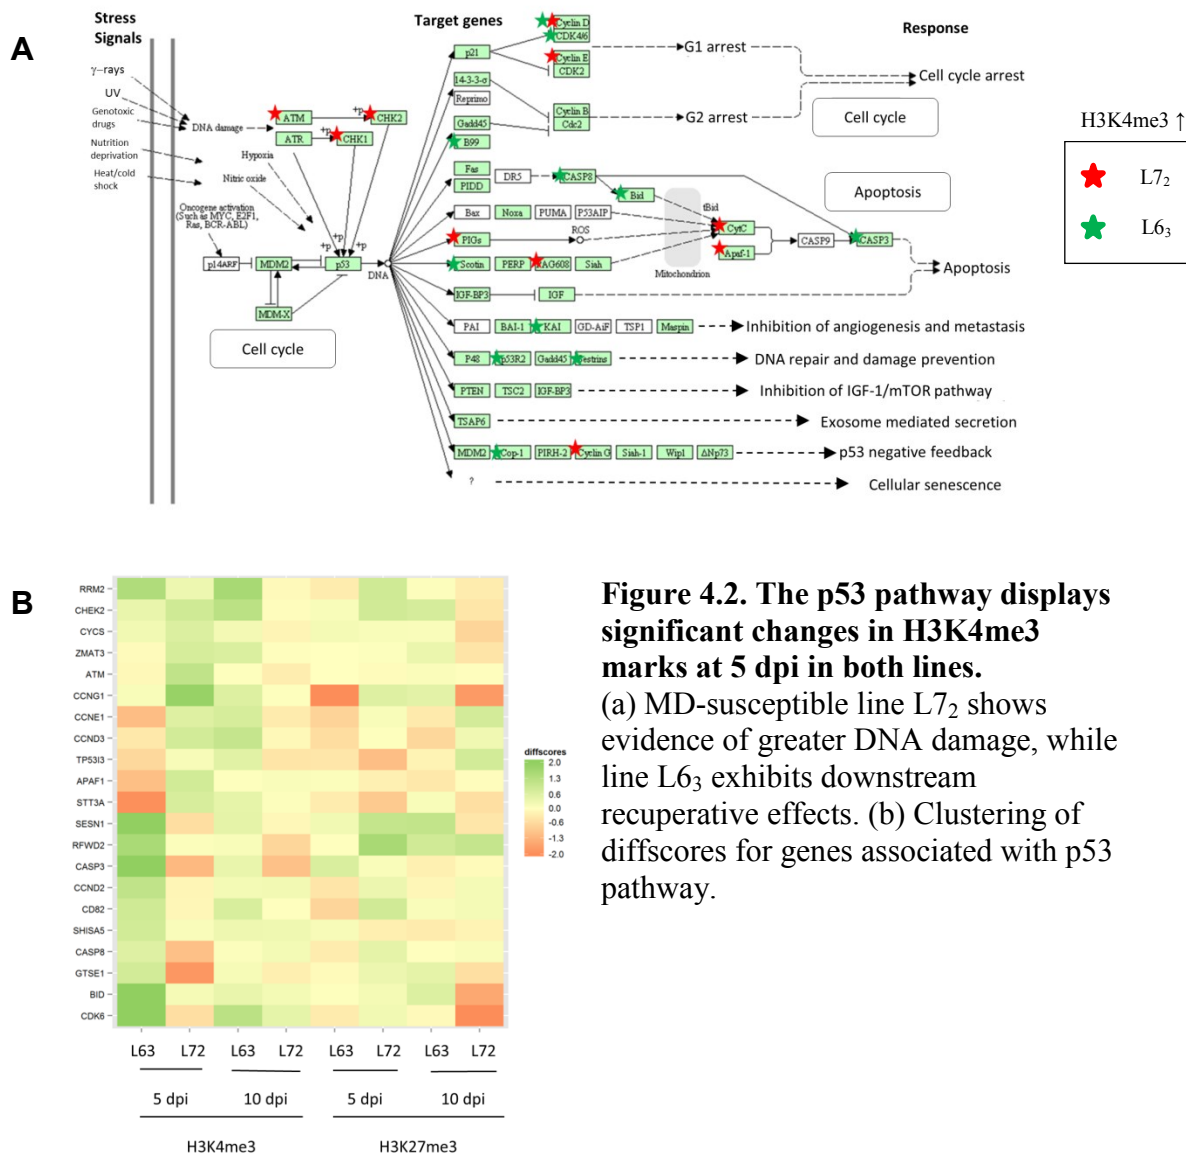 A
Stress
Signals
Target genes
Response
γ-rays
UV
Genotoxic
drugs
Nutrition
deprivation
Heat/cold
shock
DNA damage
ATM
+p
CHK2
ATR
+p
CHK1
Hypoxia
Nitric oxide
Oncogene activation
(Such as MYC, E2F1,
Ras, BCR-ABL)
+p
+p
+p
p14ARF
MDM2
p53
DNA
MDM-X
Cell cycle
p21
Cyclin D
CDK4/6
Cyclin E
CDK2
G1 arrest
14-3-3-σ
Reprimo
Gadd45
B99
Cyclin B
Cdc2
G2 arrest
Cell cycle arrest
Cell cycle
Fas
PIDD
DR5
CASP8
Bid
tBid
Apoptosis
Bax
Noxa
PUMA
P53AIP
CytC
PIGs
ROS
Apaf-1
CASP9
CASP3
Scotin
PERP
PAG608
Siah
Mitochondrion
Apoptosis
IGF-BP3
IGF
PAI
BAI-1
KAI
GD-AiF
TSP1
Maspin
Inhibition of angiogenesis and metastasis
P48
p53R2
Gadd45
Sestrins
DNA repair and damage prevention
PTEN
TSC2
IGF-BP3
Inhibition of IGF-1/mTOR pathway
TSAP6
Exosome mediated secretion
MDM2
Cop-1
PIRH-2
Cyclin G
Siah-1
Wip1
ΔNp73
p53 negative feedback
?
Cellular senescence
H3K4me3 ↑
L7₂
L6₃
B
RRM2
CHEK2
CYCS
ZMAT3
ATM
CCNG1
CCNE1
CCND3
TP53I3
APAF1
STT3A
SESN1
RFWD2
CASP3
CCND2
CD82
SHISA5
CASP8
GTSE1
BID
CDK6
diffscores
2.0
1.3
0.6
-0.0
-0.6
-1.3
-2.0
L63 L72 L63 L72 L63 L72 L63 L72
5 dpi 10 dpi 5 dpi 10 dpi
H3K4me3 H3K27me3
Figure 4.2. The p53 pathway displays
significant changes in H3K4me3
marks at 5 dpi in both lines.
(a) MD-susceptible line L7₂ shows
evidence of greater DNA damage, while
line L6₃ exhibits downstream
recuperative effects. (b) Clustering of
diffscores for genes associated with p53
pathway.